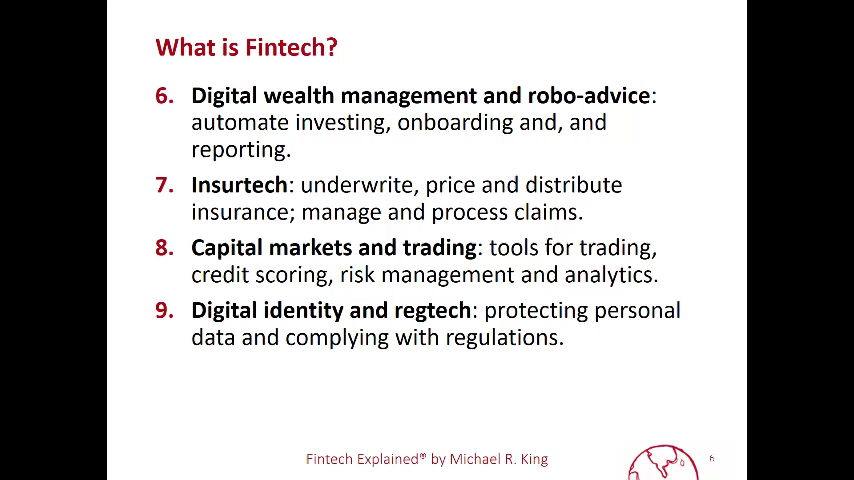 What is Fintech?
6. Digital wealth management and robo-advice:
automate investing, onboarding and, and
reporting.
7. Insurtech: underwrite, price and distribute
insurance; manage and process claims.
8. Capital markets and trading: tools for trading,
credit scoring, risk management and analytics.
9. Digital identity and regtech: protecting personal
data and complying with regulations.
Fintech Explained® by Michael R. King
6